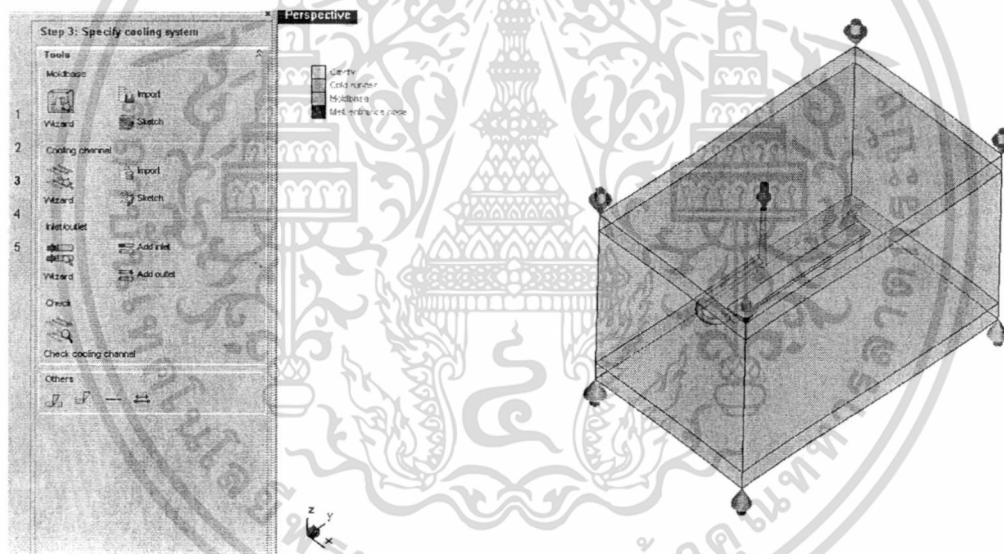 Perspective
Step 3: Specify cooling system
Tools
Moldbase
Import
Wizard
Sketch
1
2
3
4
5
Cooling channel
Import
Wizard
Sketch
Inlet/outlet
Add inlet
Wizard
Add outlet
Check
Check cooling channel
Others
Cavity
Cold runner
Moldbase
Melt entrance
z
y
x